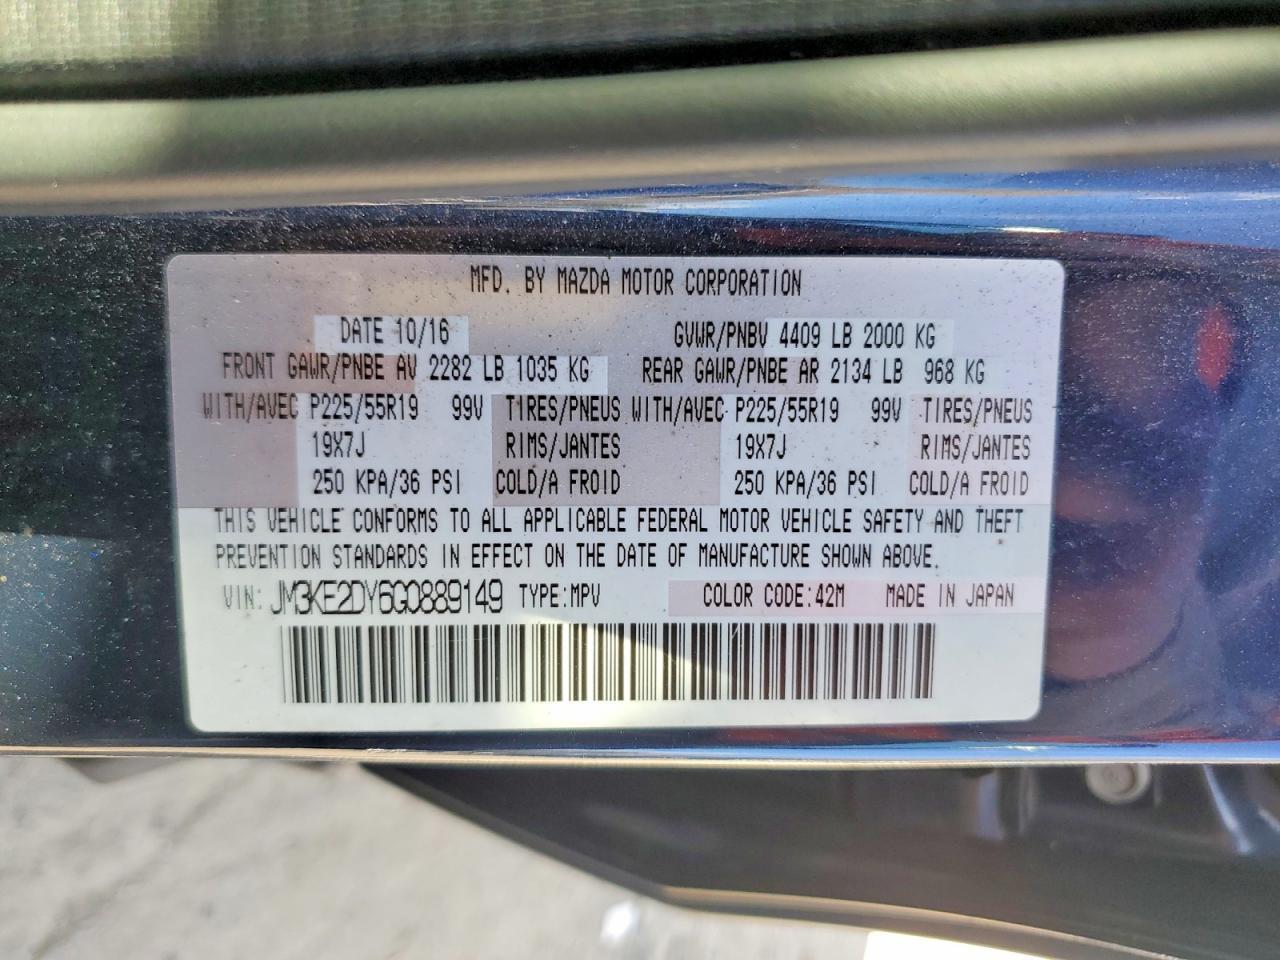 MFD. BY MAZDA MOTOR CORPORATION
DATE 10/16 GVWR/PNBV 4409 LB 2000 KG
FRONT GAWR/PNBE AV 2282 LB 1035 KG REAR GAWR/PNBE AR 2134 LB 968 KG
WITH/AVEC P225/55R19 99V TIRES/PNEUS WITH/AVEC P225/55R19 99V TIRES/PNEUS
19X7J RIMS/JANTES 19X7J RIMS/JANTES
250 KPA/36 PSI COLD/A FROID 250 KPA/36 PSI COLD/A FROID
THIS VEHICLE CONFORMS TO ALL APPLICABLE FEDERAL MOTOR VEHICLE SAFETY AND THEFT
PREVENTION STANDARDS IN EFFECT ON THE DATE OF MANUFACTURE SHOWN ABOVE.
VIN: JM3KE2DY6G0889149 TYPE:MPV COLOR CODE:42M MADE IN JAPAN